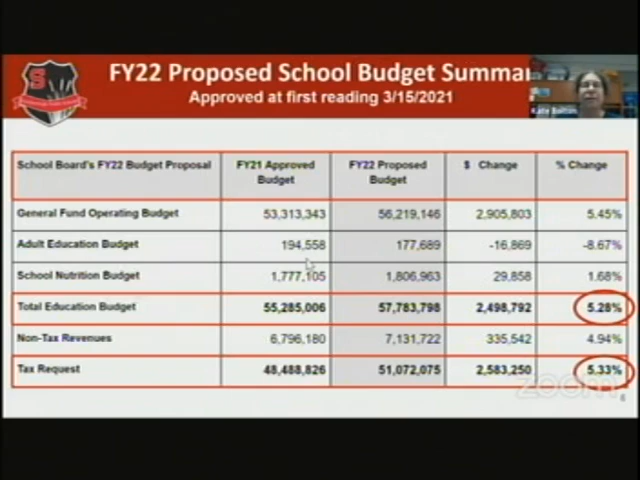 FY22 Proposed School Budget Summar
Approved at first reading 3/15/2021
S
School Board's FY22 Budget Proposal FY21 Approved Budget FY22 Proposed Budget $ Change % Change
General Fund Operating Budget 53,313,343 56,219,146 2,905,803 5.45%
Adult Education Budget 194,558 177,689 -16,869 -8.67%
School Nutrition Budget 1,777,105 1,806,963 29,858 1.68%
Total Education Budget 55,285,006 57,783,798 2,498,792 5.28%
Non-Tax Revenues 6,796,180 7,131,722 335,542 4.94%
Tax Request 48,488,826 51,072,075 2,583,250 5.33%
zoom
6